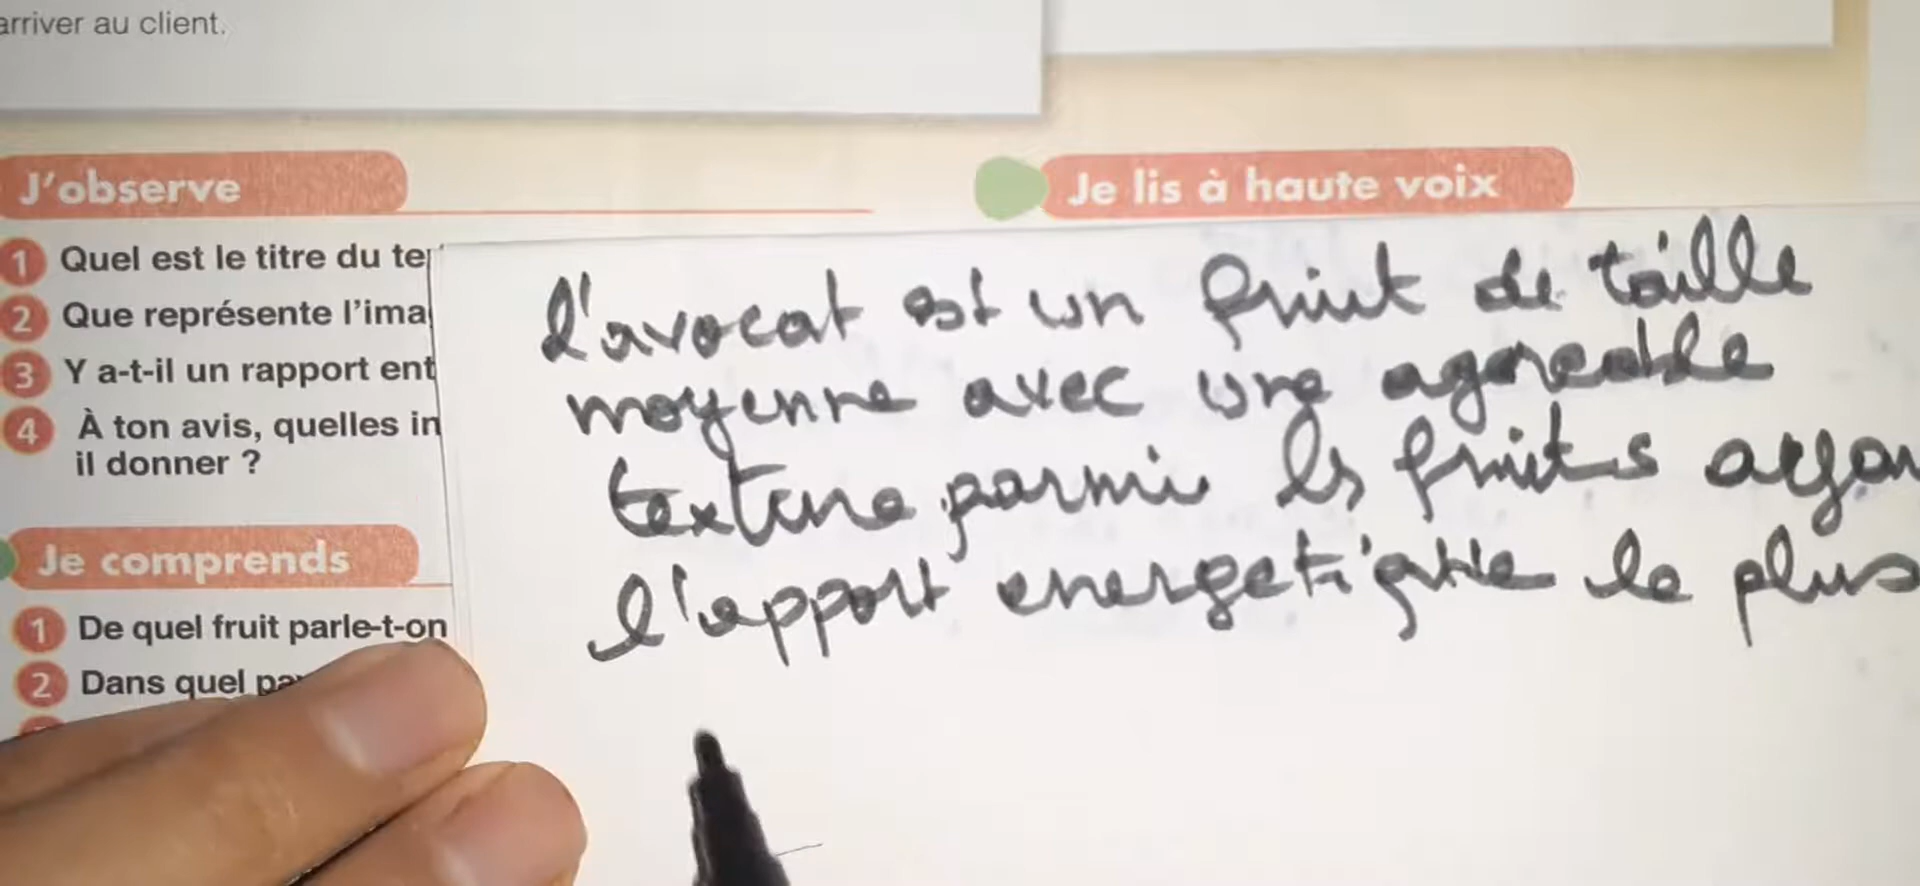 arriver au client.
J'observe
1 Quel est le titre du te
2 Que représente l'ima
3 Y a-t-il un rapport ent
4 À ton avis, quelles in
il donner ?
Je comprends
1 De quel fruit parle-t-on
2 Dans quel pa
Je lis à haute voix
L'avocat est un fruit de taille
moyenne avec une agreable
texture parmi les fruits ayan
l'apport energetique le plus